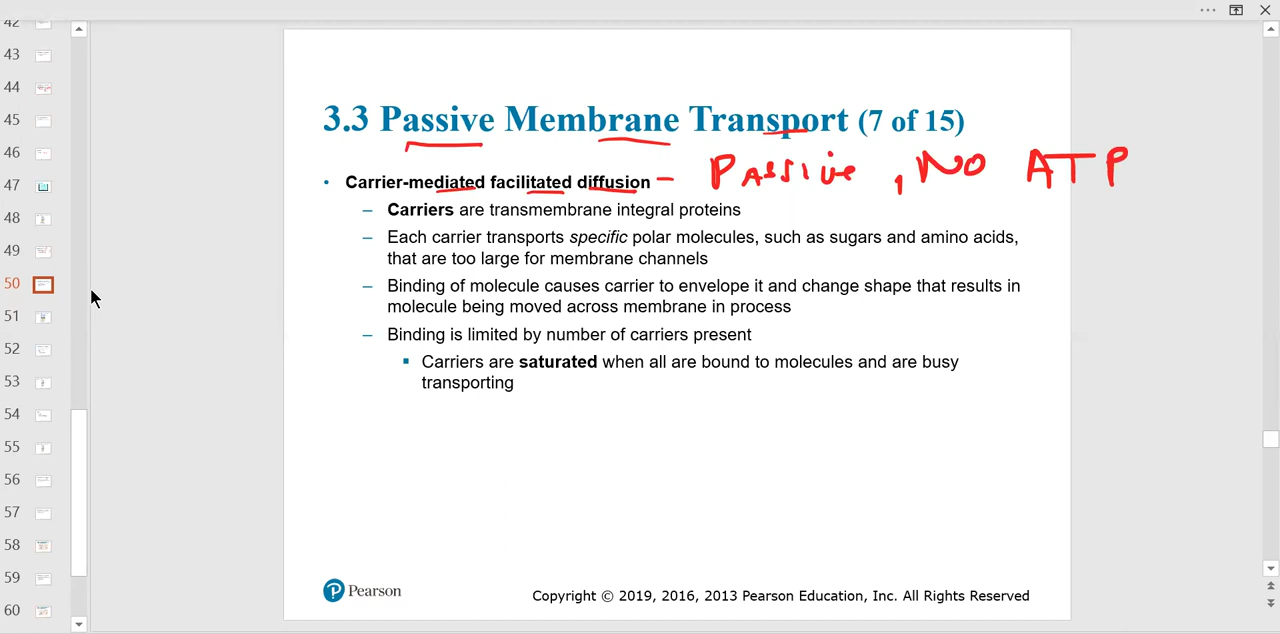 42
43
44
45
46
47
48
49
50
51
52
53
54
55
56
57
58
59
60
3.3 Passive Membrane Transport (7 of 15)
• Carrier-mediated facilitated diffusion – Passive, No ATP
– Carriers are transmembrane integral proteins
– Each carrier transports specific polar molecules, such as sugars and amino acids,
that are too large for membrane channels
– Binding of molecule causes carrier to envelope it and change shape that results in
molecule being moved across membrane in process
– Binding is limited by number of carriers present
▪ Carriers are saturated when all are bound to molecules and are busy
transporting
P Pearson
Copyright © 2019, 2016, 2013 Pearson Education, Inc. All Rights Reserved